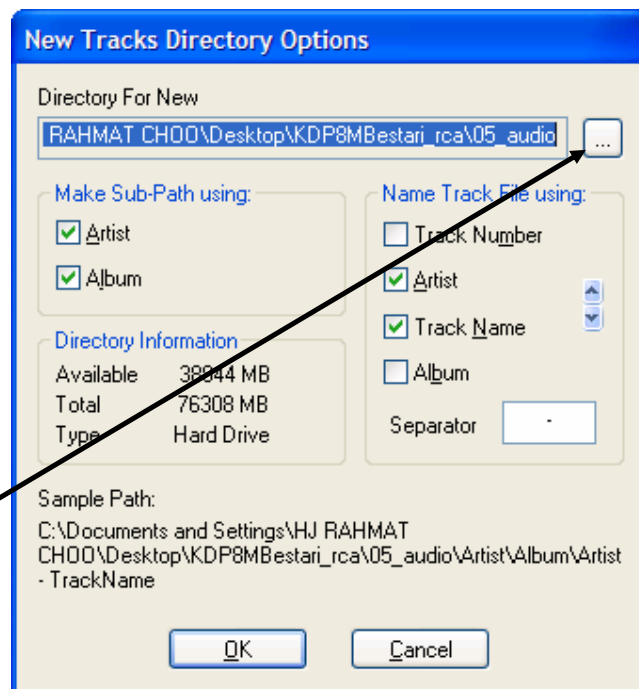 New Tracks Directory Options
Directory For New
RAHMAT CHOO\Desktop\KDP8MBestari_rca\05_audio
...
Make Sub-Path using:
Artist
Album
Name Track File using:
Track Number
Artist
Track Name
Album
Separator -
Directory Information
Available 38944 MB
Total 76308 MB
Type Hard Drive
Sample Path:
C:\Documents and Settings\HJ RAHMAT
CHOO\Desktop\KDP8MBestari_rca\05_audio\Artist\Album\Artist
- TrackName
OK
Cancel